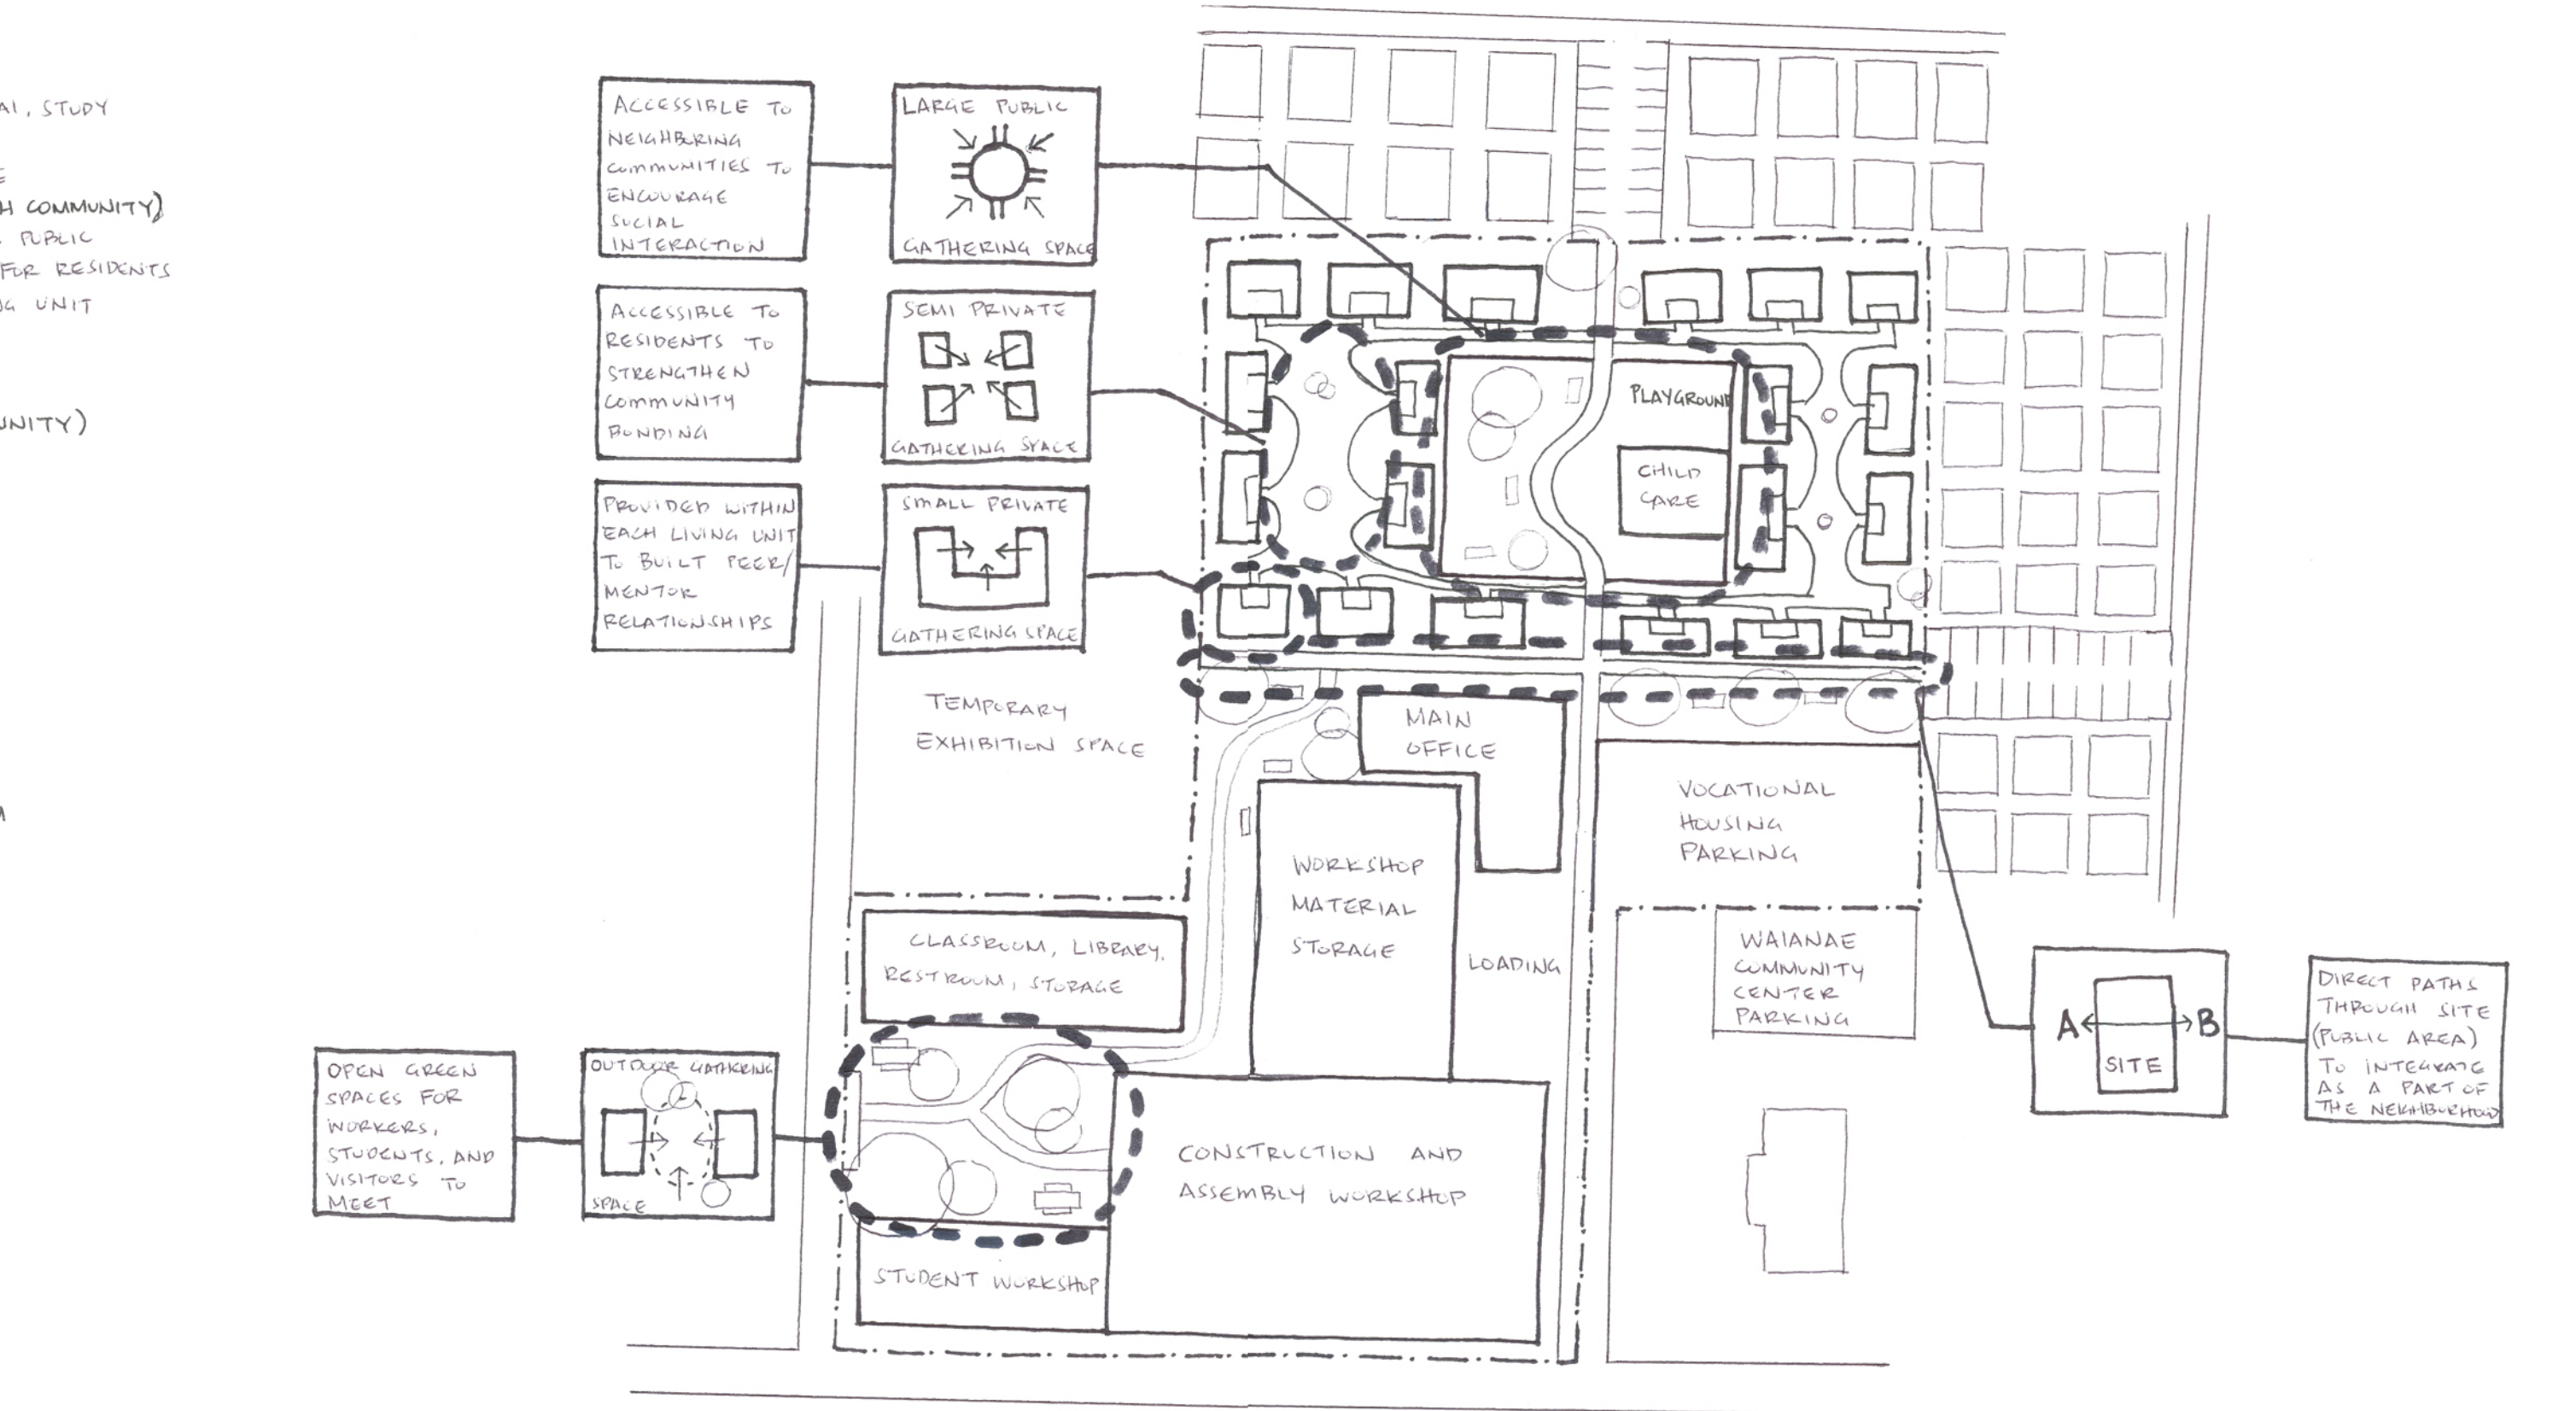 AI, STUDY
E
H COMMUNITY)
PUBLIC
FOR RESIDENTS
NG UNIT
UNITY)
ACCESSIBLE TO
NEIGHBORING
COMMUNITIES TO
ENCOURAGE
SOCIAL
INTERACTION
LARGE PUBLIC
GATHERING SPACE
ACCESSIBLE TO
RESIDENTS TO
STRENGTHEN
COMMUNITY
BONDING
SEMI PRIVATE
GATHERING SPACE
PROVIDED WITHIN
EACH LIVING UNIT
TO BUILT PEER/
MENTOR
RELATIONSHIPS
SMALL PRIVATE
GATHERING SPACE
PLAYGROUND
CHILD
CARE
TEMPORARY
EXHIBITION SPACE
MAIN
OFFICE
VOCATIONAL
HOUSING
PARKING
WORKSHOP
MATERIAL
STORAGE
LOADING
CLASSROOM, LIBRARY,
RESTROOM, STORAGE
WAIANAE
COMMUNITY
CENTER
PARKING
OPEN GREEN
SPACES FOR
WORKERS,
STUDENTS, AND
VISITORS TO
MEET
OUTDOOR GATHERING
SPACE
CONSTRUCTION AND
ASSEMBLY WORKSHOP
STUDENT WORKSHOP
A B
SITE
DIRECT PATHS
THROUGH SITE
(PUBLIC AREA)
TO INTEGRATE
AS A PART OF
THE NEIGHBORHOOD